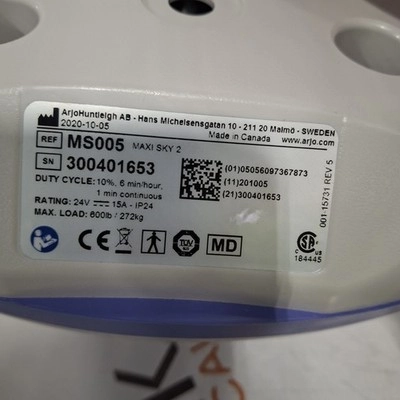 ArjoHuntleigh AB - Hans Michelsensgatan 10 - 211 20 Malmö - SWEDEN
2020-10-05 Made in Canada www.arjo.com
REF MS005 MAXI SKY 2
SN 300401653
DUTY CYCLE: 10%, 6 min/hour,
1 min continuous
RATING: 24V 15A - IP24
MAX. LOAD: 600lb / 272kg
(01)05056097367873
(11)201005
(21)300401653
001-15731 REV 5
CE TÜV MD
C US
184445